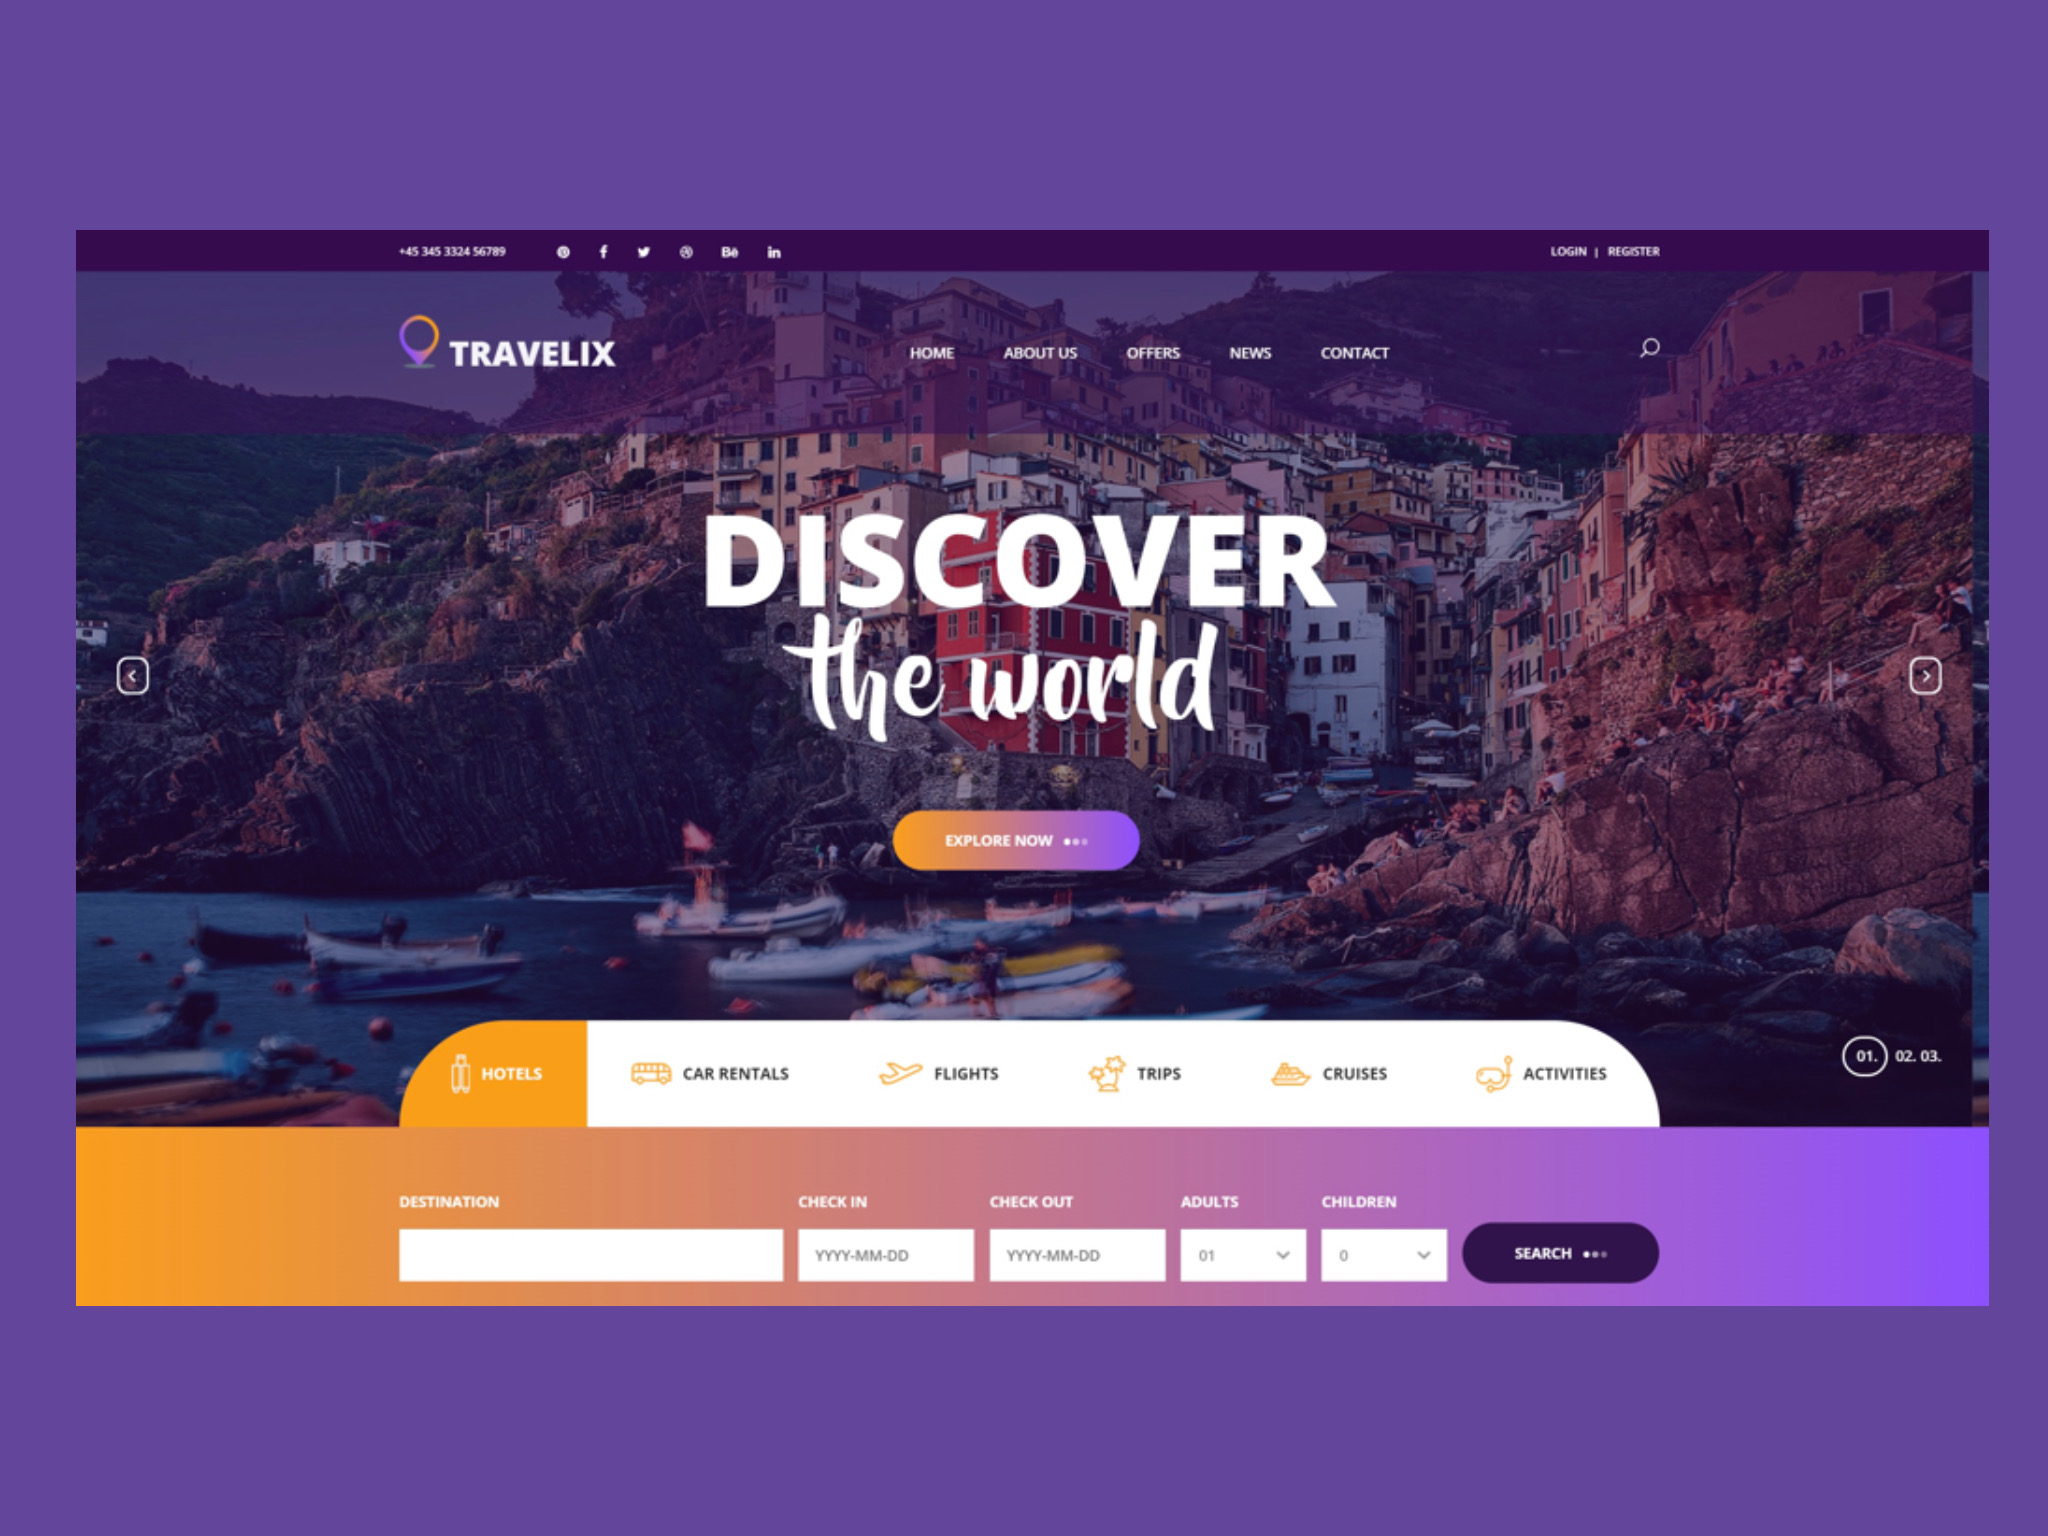 +45 345 3324 56789 Bē in LOGIN | REGISTER
TRAVELIX HOME ABOUT US OFFERS NEWS CONTACT
DISCOVER
the world
EXPLORE NOW
01. 02. 03.
HOTELS CAR RENTALS FLIGHTS TRIPS CRUISES ACTIVITIES
DESTINATION CHECK IN CHECK OUT ADULTS CHILDREN
YYYY-MM-DD YYYY-MM-DD 01 0 SEARCH